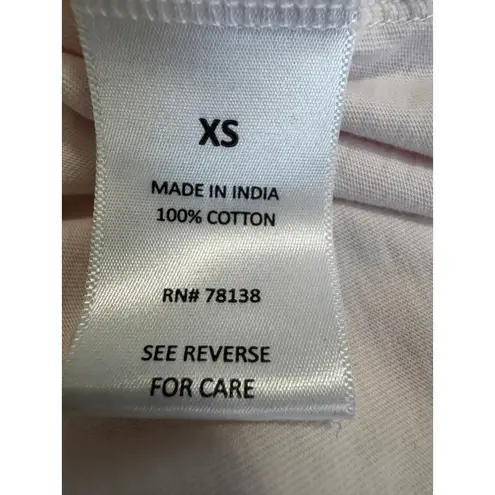 XS
MADE IN INDIA
100% COTTON
RN# 78138
SEE REVERSE
FOR CARE